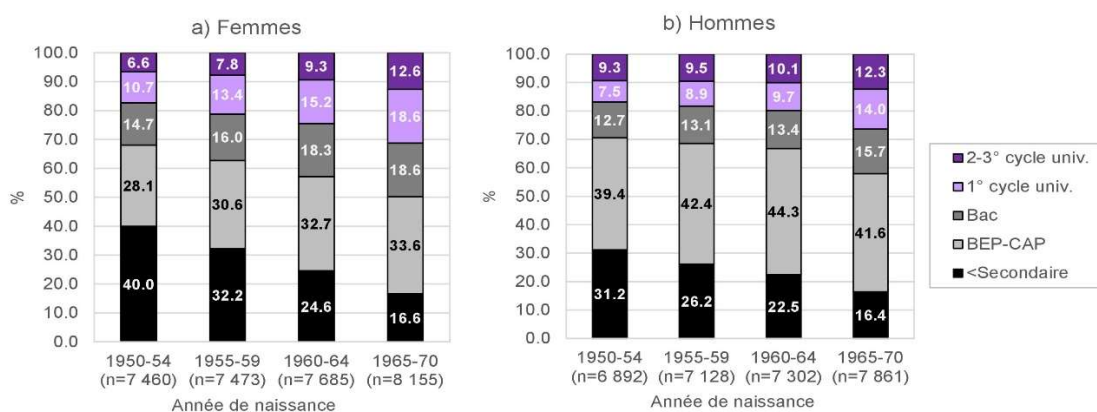 a) Femmes
100.0
90.0
80.0
70.0
60.0
50.0
40.0
30.0
20.0
10.0
0.0
%
6.6 7.8 9.3 12.6
10.7 13.4 15.2 18.6
14.7 16.0 18.3 18.6
28.1 30.6 32.7 33.6
40.0 32.2 24.6 16.6
1950-54 1955-59 1960-64 1965-70
(n=7 460) (n=7 473) (n=7 685) (n=8 155)
Année de naissance
b) Hommes
100.0
90.0
80.0
70.0
60.0
50.0
40.0
30.0
20.0
10.0
0.0
%
9.3 9.5 10.1 12.3
7.5 8.9 9.7 14.0
12.7 13.1 13.4 15.7
39.4 42.4 44.3 41.6
31.2 26.2 22.5 16.4
1950-54 1955-59 1960-64 1965-70
(n=6 892) (n=7 128) (n=7 302) (n=7 861)
Année de naissance
2-3° cycle univ.
1° cycle univ.
Bac
BEP-CAP
<Secondaire